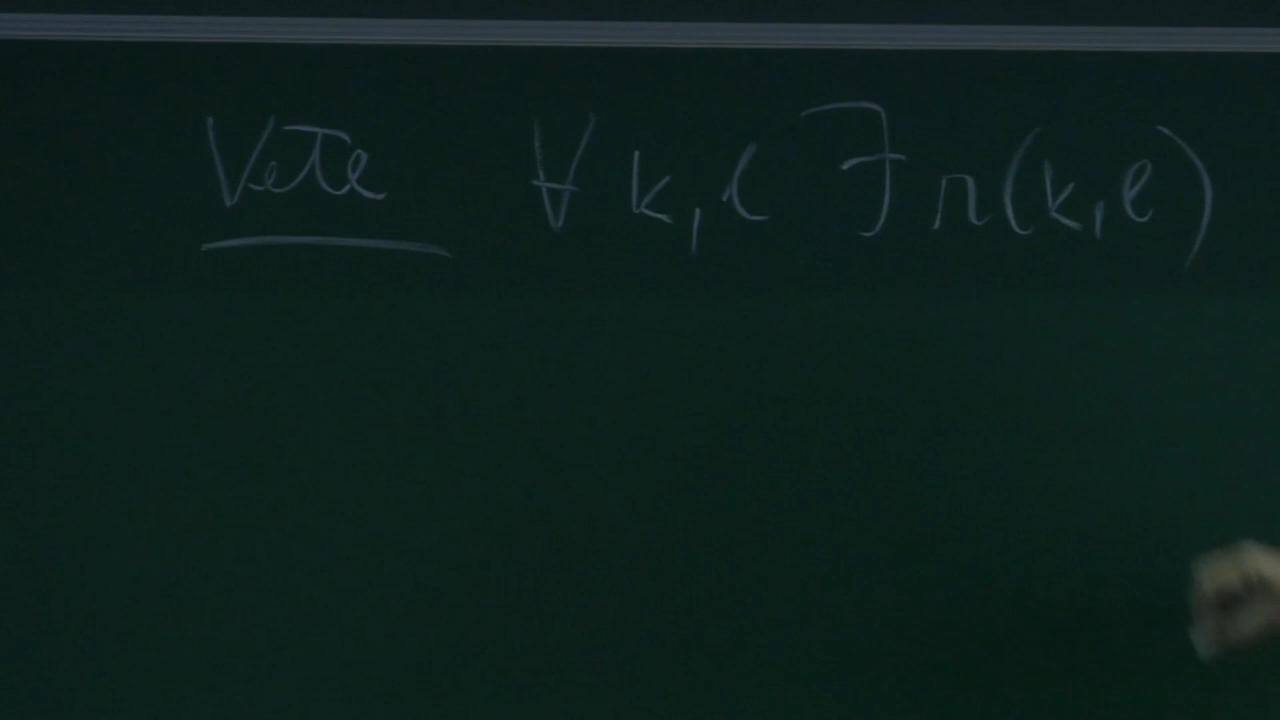 Věta ∀ k, l ∃ r(k, l)